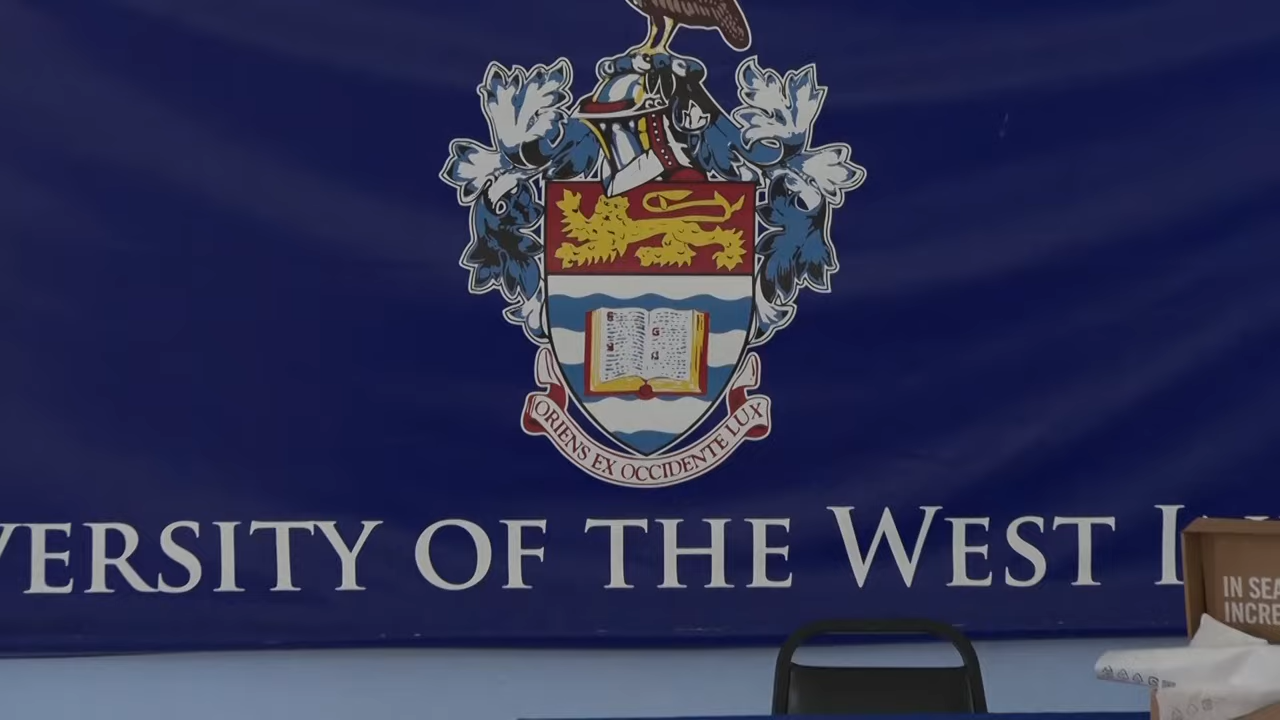 ORIENS EX OCCIDENTE LUX
VERSITY OF THE WEST I
IN SEA
INCRE